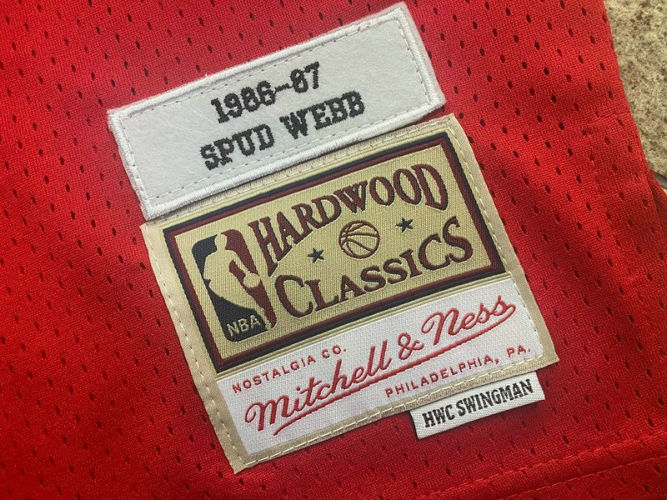 1986-87
SPUD WEBB
HARDWOOD
CLASSICS
NBA
NOSTALGIA CO.
Mitchell & Ness
PHILADELPHIA, PA.
HWC SWINGMAN